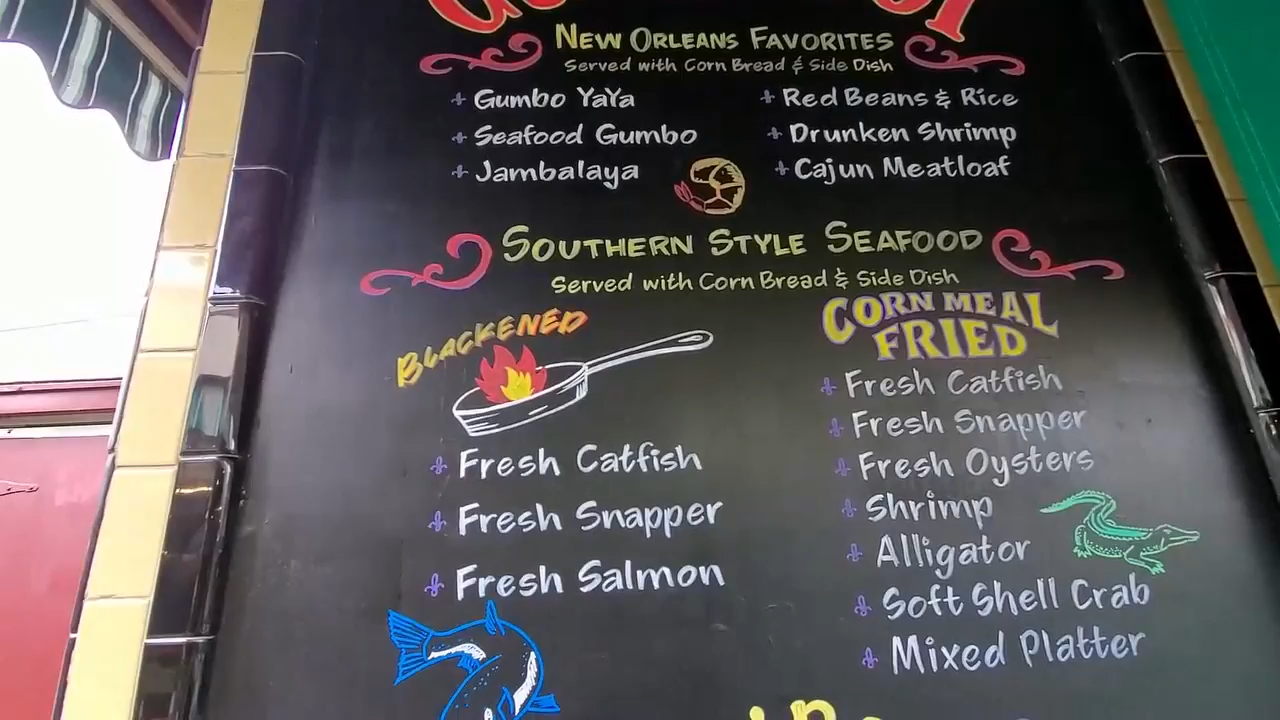 New Orleans Favorites
Served with Corn Bread & Side Dish
Gumbo YaYa
Seafood Gumbo
Jambalaya
Red Beans & Rice
Drunken Shrimp
Cajun Meatloaf
Southern Style Seafood
Served with Corn Bread & Side Dish
Blackened
Fresh Catfish
Fresh Snapper
Fresh Salmon
Corn Meal
Fried
Fresh Catfish
Fresh Snapper
Fresh Oysters
Shrimp
Alligator
Soft Shell Crab
Mixed Platter